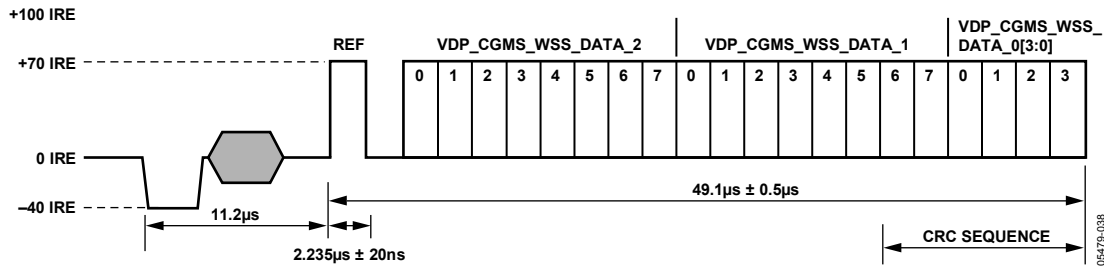 +100 IRE
REF
VDP_CGMS_WSS_DATA_2
VDP_CGMS_WSS_DATA_1
VDP_CGMS_WSS_
DATA_0[3:0]
+70 IRE
0 1 2 3 4 5 6 7 0 1 2 3 4 5 6 7 0 1 2 3
0 IRE
–40 IRE
11.2µs
49.1µs ± 0.5µs
2.235µs ± 20ns
CRC SEQUENCE
05479-038